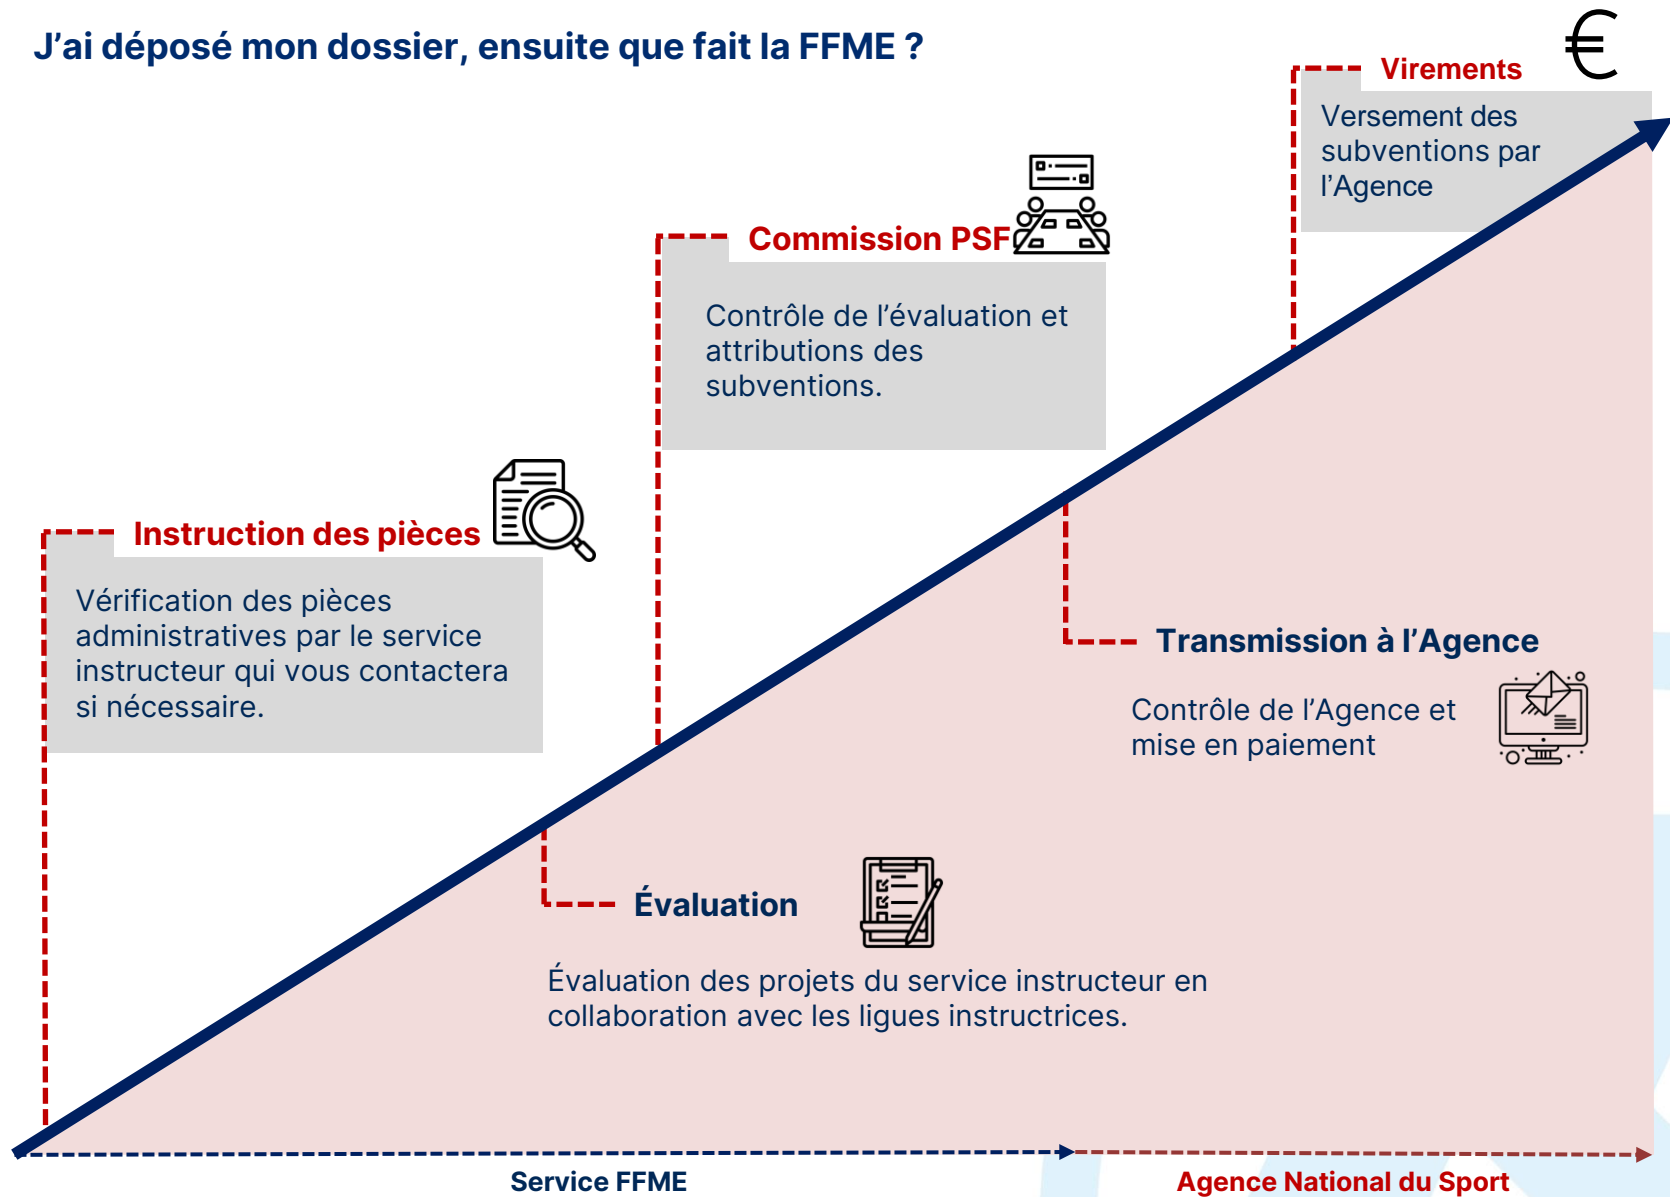 J’ai déposé mon dossier, ensuite que fait la FFME ?
€
Virements
Versement des
subventions par
l’Agence
Commission PSF
Contrôle de l’évaluation et
attributions des
subventions.
Instruction des pièces
Vérification des pièces
administratives par le service
instructeur qui vous contactera
si nécessaire.
Transmission à l’Agence
Contrôle de l’Agence et
mise en paiement
Évaluation
Évaluation des projets du service instructeur en
collaboration avec les ligues instructrices.
Service FFME
Agence National du Sport